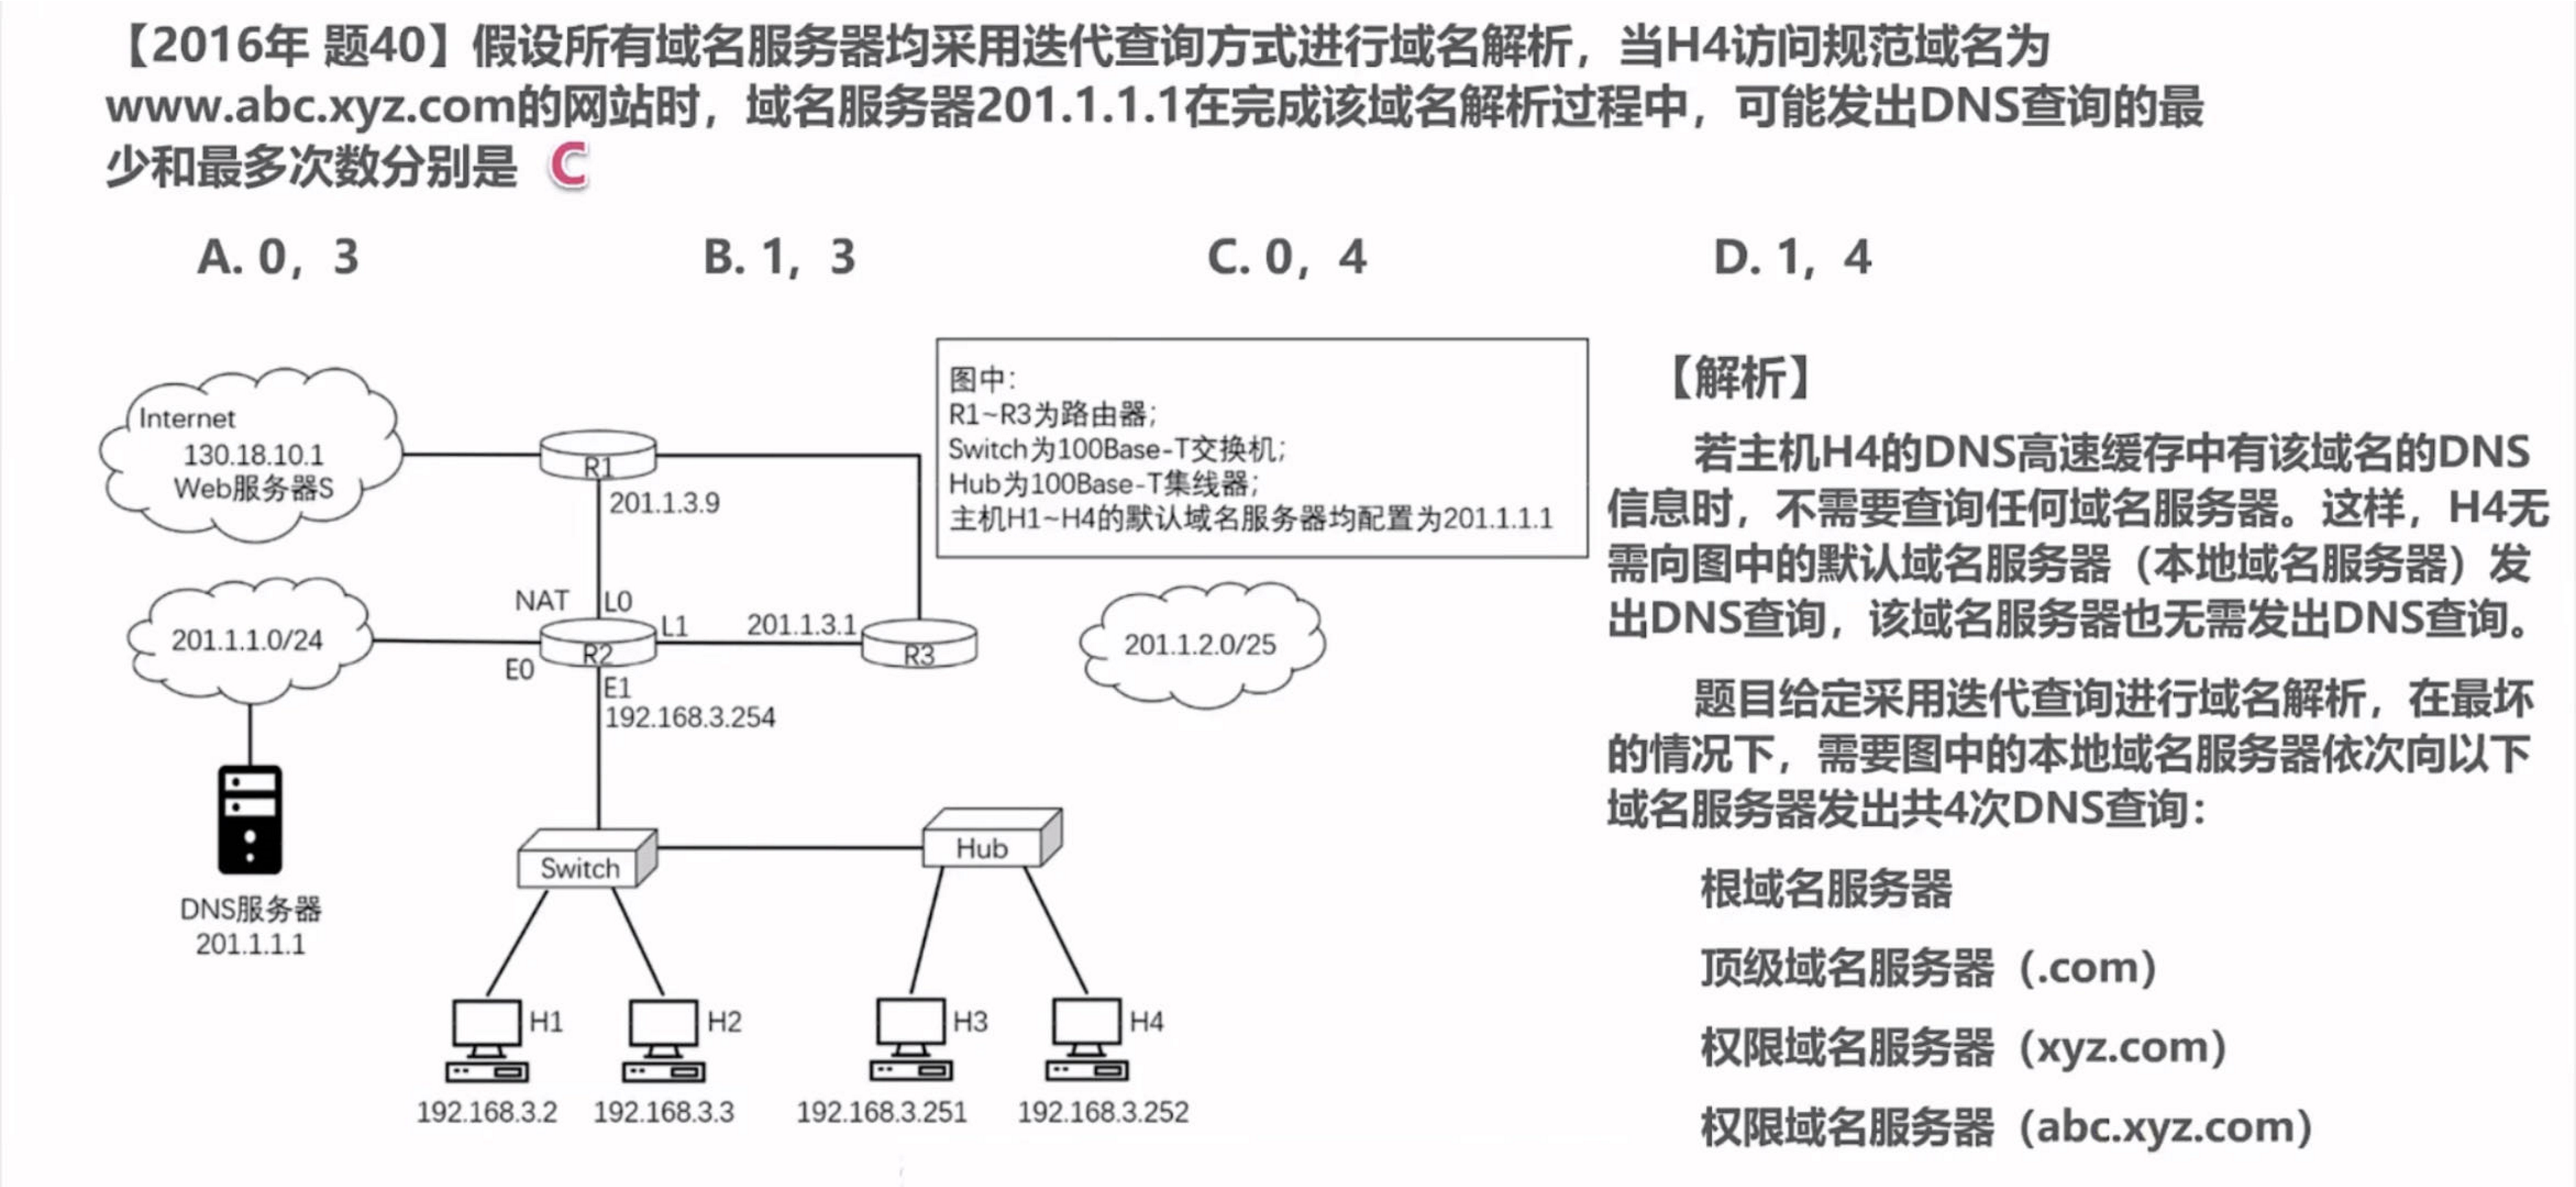 【2016年 题40】假设所有域名服务器均采用迭代查询方式进行域名解析，当H4访问规范域名为
www.abc.xyz.com的网站时，域名服务器201.1.1.1在完成该域名解析过程中，可能发出DNS查询的最
少和最多次数分别是 C
A. 0，3 B. 1，3 C. 0，4 D. 1，4
图中：
R1~R3为路由器；
Switch为100Base-T交换机；
Hub为100Base-T集线器；
主机H1~H4的默认域名服务器均配置为201.1.1.1
Internet
130.18.10.1
Web服务器S
R1
201.1.3.9
NAT L0
201.1.1.0/24
L1
201.1.3.1
R2
R3
201.1.2.0/25
E0
E1
192.168.3.254
Switch
Hub
DNS服务器
201.1.1.1
H1
H2
H3
H4
192.168.3.2
192.168.3.3
192.168.3.251
192.168.3.252
【解析】
若主机H4的DNS高速缓存中有该域名的DNS
信息时，不需要查询任何域名服务器。这样，H4无
需向图中的默认域名服务器（本地域名服务器）发
出DNS查询，该域名服务器也无需发出DNS查询。
题目给定采用迭代查询进行域名解析，在最坏
的情况下，需要图中的本地域名服务器依次向以下
域名服务器发出共4次DNS查询：
根域名服务器
顶级域名服务器（.com）
权限域名服务器（xyz.com）
权限域名服务器（abc.xyz.com）